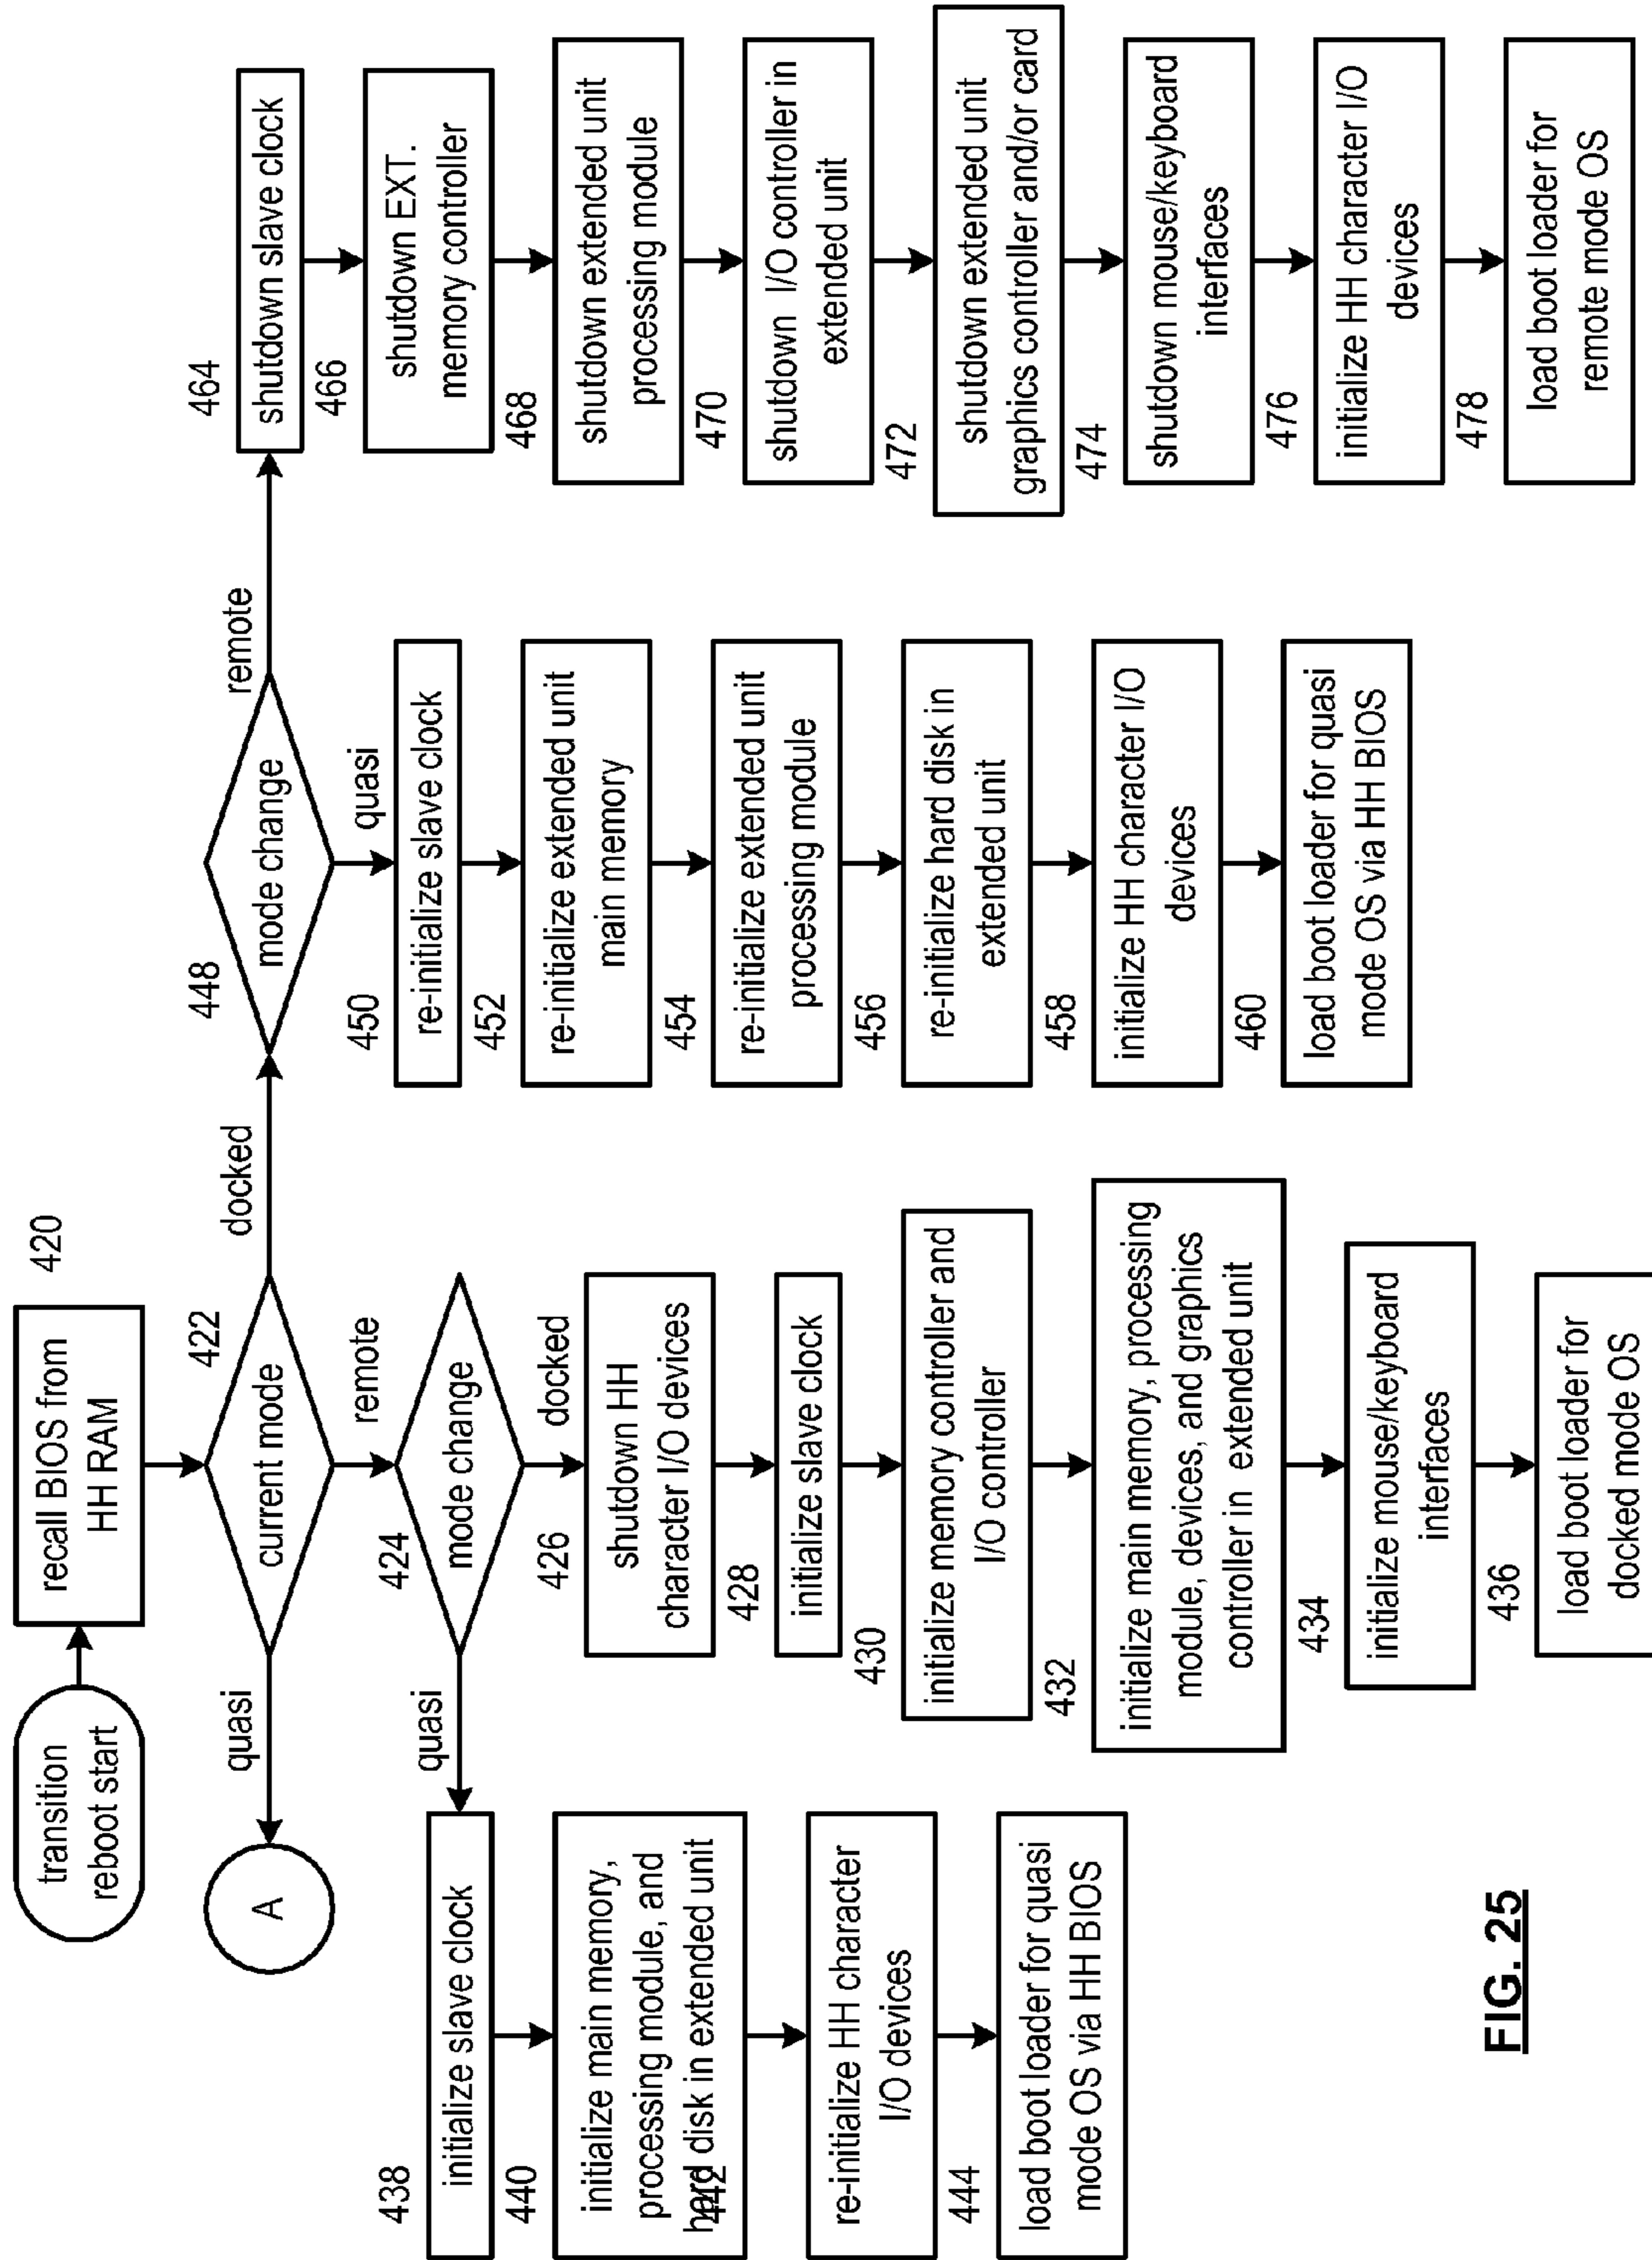 transition
reboot start
recall BIOS from
HH RAM
420
current mode
422
quasi
A
remote
docked
mode change
424
quasi
docked
438
initialize slave clock
440
initialize main memory,
processing module, and
hard disk in extended unit
442
re-initialize HH character
I/O devices
444
load boot loader for quasi
mode OS via HH BIOS
426
shutdown HH
character I/O devices
428
initialize slave clock
430
initialize memory controller and
I/O controller
432
initialize main memory, processing
module, devices, and graphics
controller in extended unit
434
initialize mouse/keyboard
interfaces
436
load boot loader for
docked mode OS
448
mode change
quasi
remote
450
re-initialize slave clock
452
re-initialize extended unit
main memory
454
re-initialize extended unit
processing module
456
re-initialize hard disk in
extended unit
458
initialize HH character I/O
devices
460
load boot loader for quasi
mode OS via HH BIOS
464
shutdown slave clock
466
shutdown EXT.
memory controller
468
shutdown extended unit
processing module
470
shutdown I/O controller in
extended unit
472
shutdown extended unit
graphics controller and/or card
474
shutdown mouse/keyboard
interfaces
476
initialize HH character I/O
devices
478
load boot loader for
remote mode OS
FIG. 25